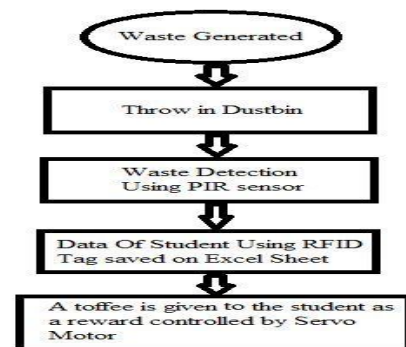 Waste Generated
Throw in Dustbin
Waste Detection
Using PIR sensor
Data Of Student Using RFID
Tag saved on Excel Sheet
A toffee is given to the student as
a reward controlled by Servo
Motor